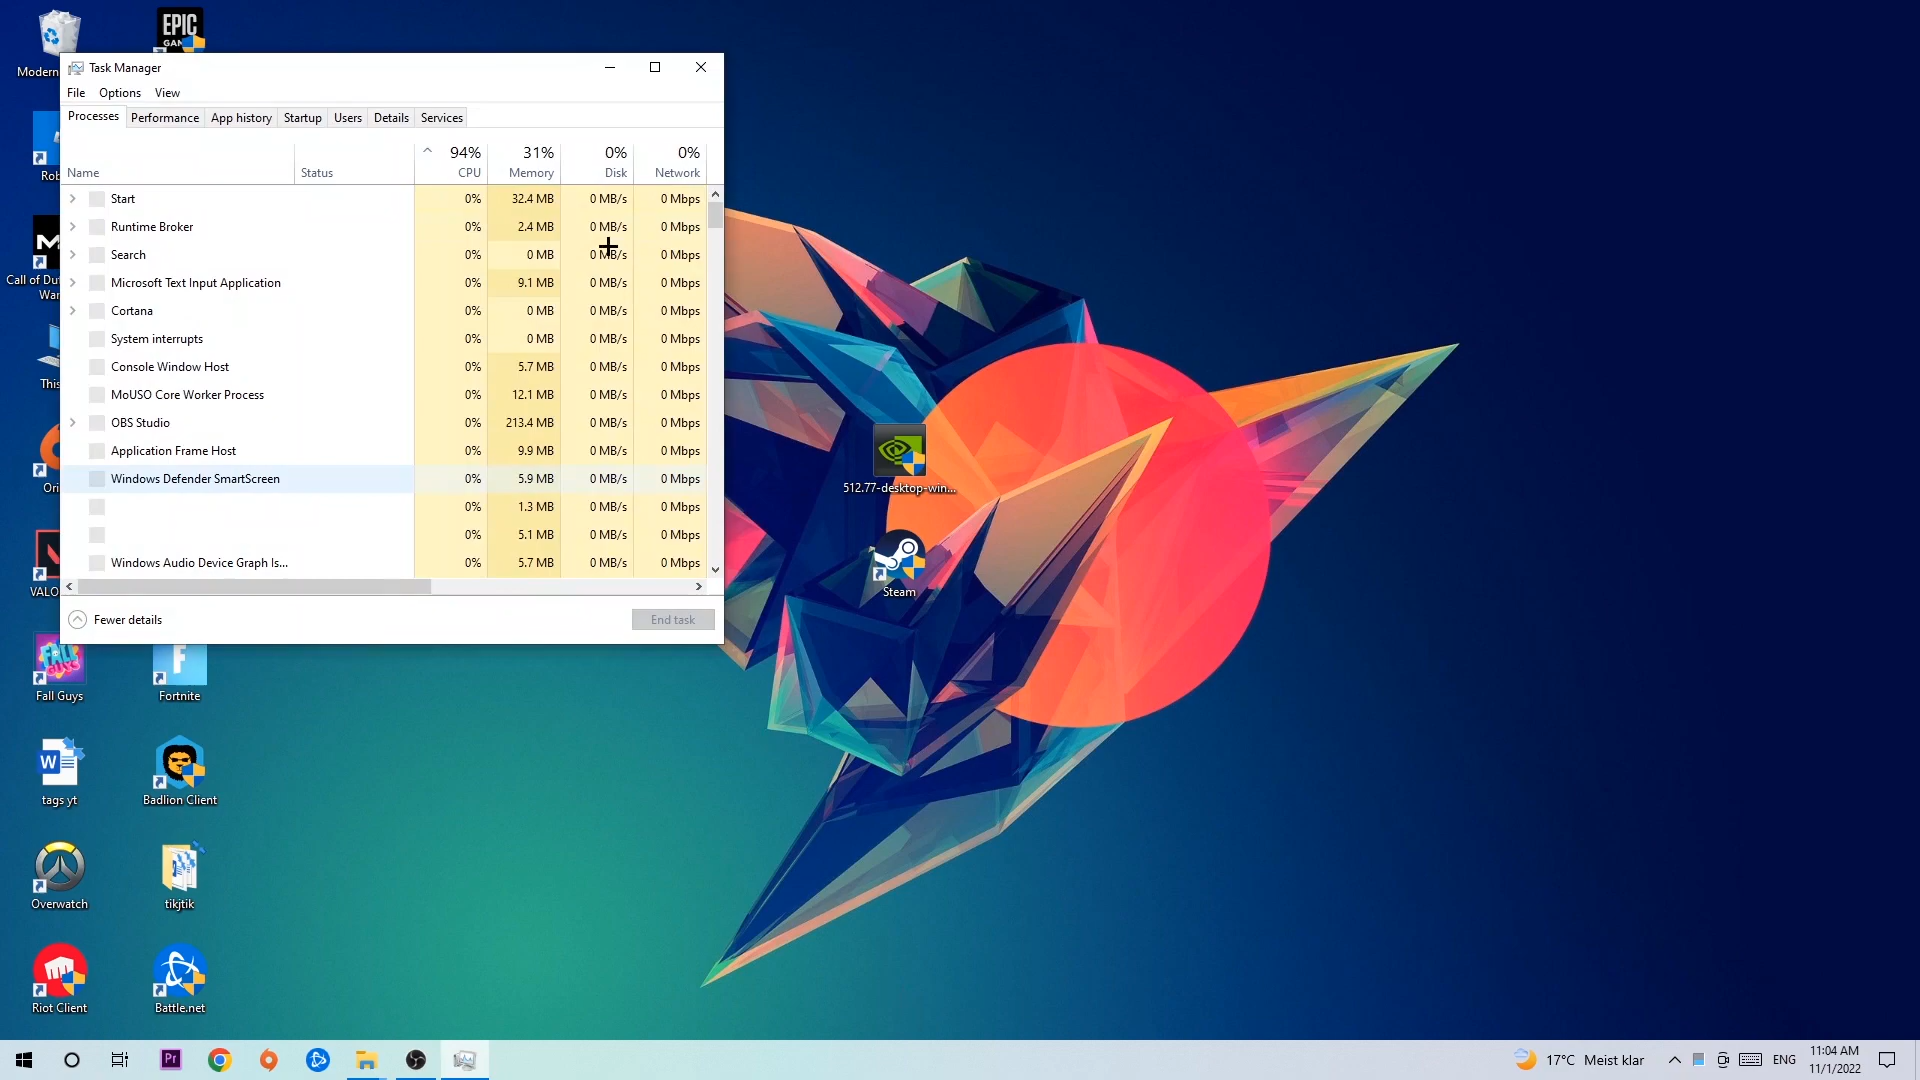 EPIC
Modern
Task Manager
File Options View
Processes Performance App history Startup Users Details Services
94% 31% 0% 0%
Name Status CPU Memory Disk Network
Start 0% 32.4 MB 0 MB/s 0 Mbps
Runtime Broker 0% 2.4 MB 0 MB/s 0 Mbps
Search 0% 0 MB 0 MB/s 0 Mbps
Microsoft Text Input Application 0% 9.1 MB 0 MB/s 0 Mbps
Cortana 0% 0 MB 0 MB/s 0 Mbps
System interrupts 0% 0 MB 0 MB/s 0 Mbps
Console Window Host 0% 5.7 MB 0 MB/s 0 Mbps
MoUSO Core Worker Process 0% 12.1 MB 0 MB/s 0 Mbps
OBS Studio 0% 213.4 MB 0 MB/s 0 Mbps
Application Frame Host 0% 9.9 MB 0 MB/s 0 Mbps
Windows Defender SmartScreen 0% 5.9 MB 0 MB/s 0 Mbps
0% 1.3 MB 0 MB/s 0 Mbps
0% 5.1 MB 0 MB/s 0 Mbps
Windows Audio Device Graph Is... 0% 5.7 MB 0 MB/s 0 Mbps
Fewer details End task
Rob
Call of Du
War
This
Ori
VALO
512.77-desktop-win...
Steam
Fall Guys
Fortnite
tags yt
Badlion Client
Overwatch
tikjtik
Riot Client
Battle.net
Pr
17°C Meist klar
ENG
11:04 AM
11/1/2022